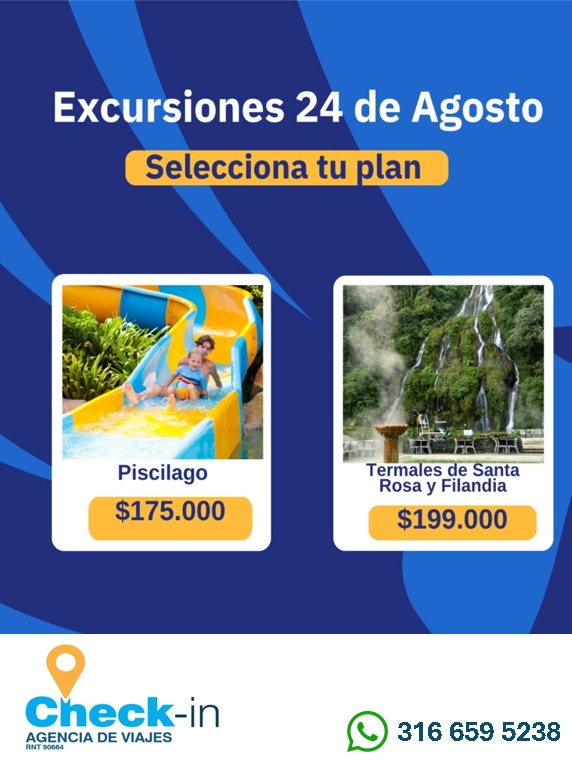 Excursiones 24 de Agosto
Selecciona tu plan
Piscilago
$175.000
Termales de Santa
Rosa y Filandia
$199.000
Check-in
AGENCIA DE VIAJES
RNT 90664
316 659 5238